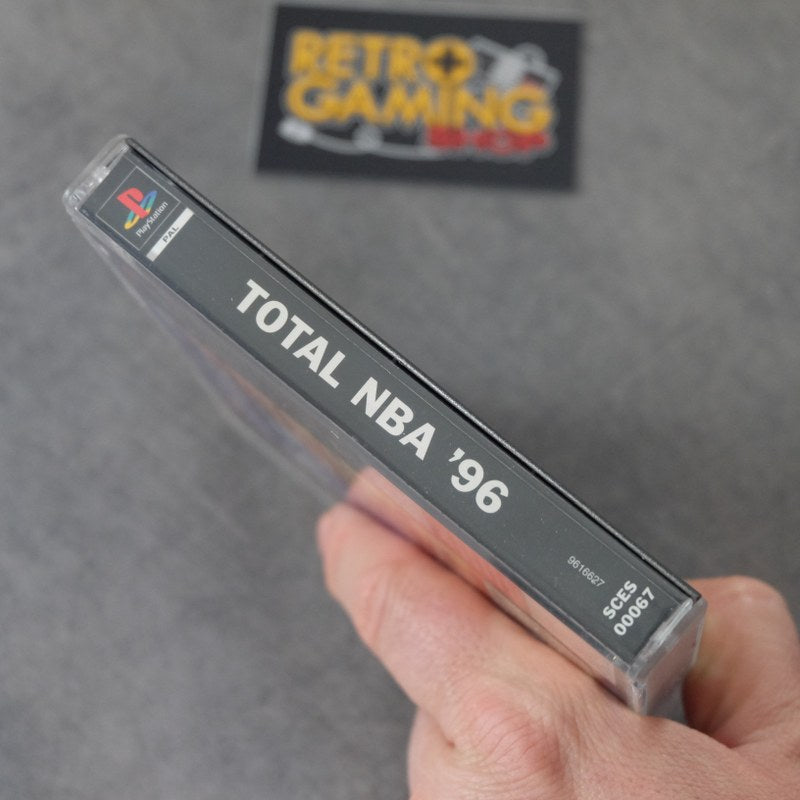 RETRO
GAMING
SHOP
PlayStation
PAL
TOTAL NBA '96
9616627
SCES
00067